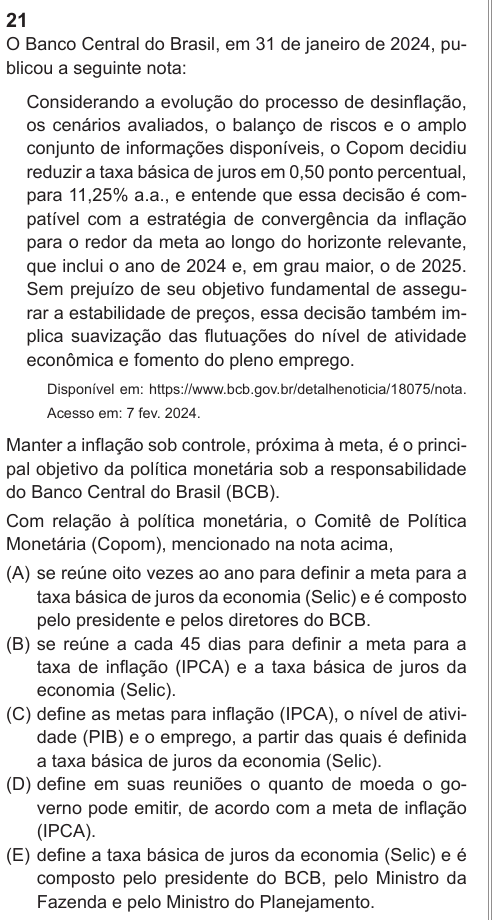 21
O Banco Central do Brasil, em 31 de janeiro de 2024, pu-
blicou a seguinte nota:
Considerando a evolução do processo de desinflação,
os cenários avaliados, o balanço de riscos e o amplo
conjunto de informações disponíveis, o Copom decidiu
reduzir a taxa básica de juros em 0,50 ponto percentual,
para 11,25% a.a., e entende que essa decisão é com-
patível com a estratégia de convergência da inflação
para o redor da meta ao longo do horizonte relevante,
que inclui o ano de 2024 e, em grau maior, o de 2025.
Sem prejuízo de seu objetivo fundamental de assegu-
rar a estabilidade de preços, essa decisão também im-
plica suavização das flutuações do nível de atividade
econômica e fomento do pleno emprego.
Disponível em: https://www.bcb.gov.br/detalhenoticia/18075/nota.
Acesso em: 7 fev. 2024.
Manter a inflação sob controle, próxima à meta, é o princi-
pal objetivo da política monetária sob a responsabilidade
do Banco Central do Brasil (BCB).
Com relação à política monetária, o Comitê de Política
Monetária (Copom), mencionado na nota acima,
(A) se reúne oito vezes ao ano para definir a meta para a
taxa básica de juros da economia (Selic) e é composto
pelo presidente e pelos diretores do BCB.
(B) se reúne a cada 45 dias para definir a meta para a
taxa de inflação (IPCA) e a taxa básica de juros da
economia (Selic).
(C) define as metas para inflação (IPCA), o nível de ativi-
dade (PIB) e o emprego, a partir das quais é definida
a taxa básica de juros da economia (Selic).
(D) define em suas reuniões o quanto de moeda o go-
verno pode emitir, de acordo com a meta de inflação
(IPCA).
(E) define a taxa básica de juros da economia (Selic) e é
composto pelo presidente do BCB, pelo Ministro da
Fazenda e pelo Ministro do Planejamento.